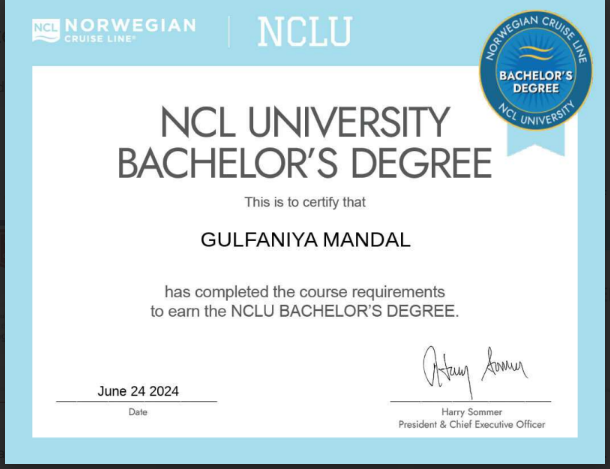 NCL NORWEGIAN
CRUISE LINE®
NCLU
NORWEGIAN CRUISE LINE
BACHELOR'S
DEGREE
NCL UNIVERSITY
NCL UNIVERSITY
BACHELOR'S DEGREE
This is to certify that
GULFANIYA MANDAL
has completed the course requirements
to earn the NCLU BACHELOR'S DEGREE.
Harry Sommer
June 24 2024
Date
Harry Sommer
President & Chief Executive Officer